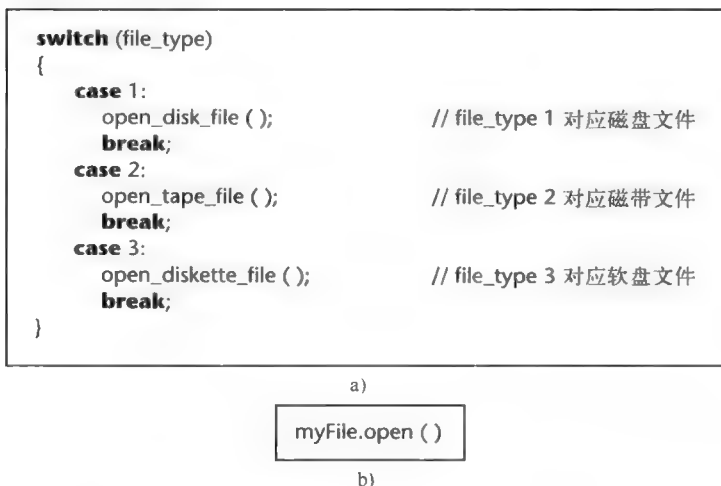 switch (file_type)
{
case 1:
open_disk_file ( ); // file_type 1 对应磁盘文件
break;
case 2:
open_tape_file ( ); // file_type 2 对应磁带文件
break;
case 3:
open_diskette_file ( ); // file_type 3 对应软盘文件
break;
}
a)
myFile.open ( )
b)